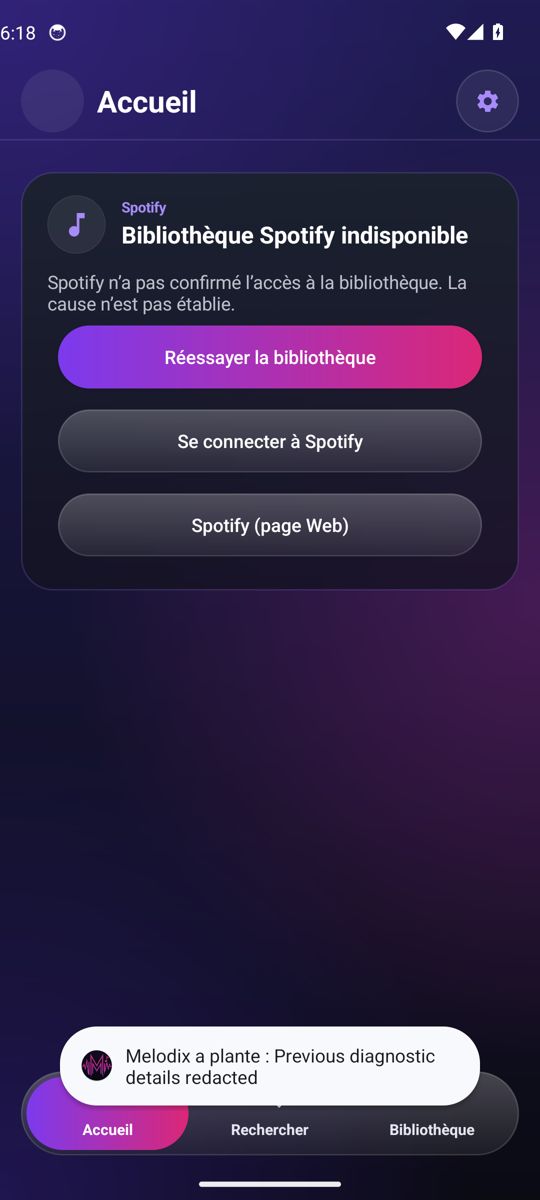 6:18
Accueil
Spotify
Bibliothèque Spotify indisponible
Spotify n’a pas confirmé l’accès à la bibliothèque. La
cause n’est pas établie.
Réessayer la bibliothèque
Se connecter à Spotify
Spotify (page Web)
Melodix a plante : Previous diagnostic
details redacted
Accueil
Rechercher
Bibliothèque